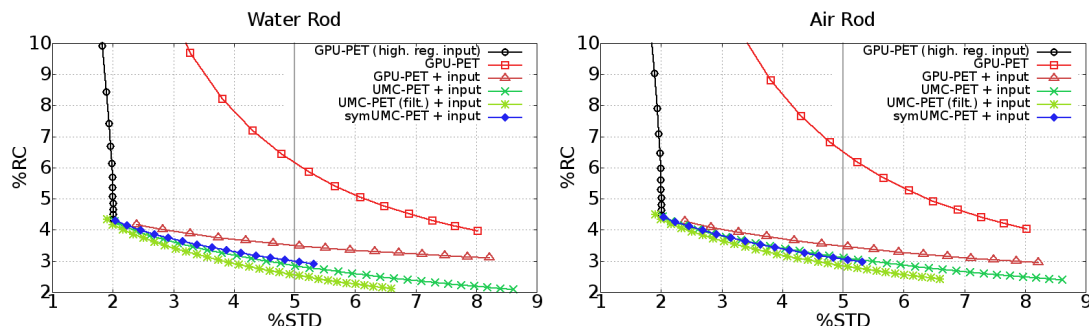 Water Rod
%RC
10
9
8
7
6
5
4
3
2
GPU-PET (high. reg. input)
GPU-PET
GPU-PET + input
UMC-PET + input
UMC-PET (filt.) + input
symUMC-PET + input
1 2 3 4 5 6 7 8 9
%STD
Air Rod
%RC
10
9
8
7
6
5
4
3
2
GPU-PET (high. reg. input)
GPU-PET
GPU-PET + input
UMC-PET + input
UMC-PET (filt.) + input
symUMC-PET + input
1 2 3 4 5 6 7 8 9
%STD